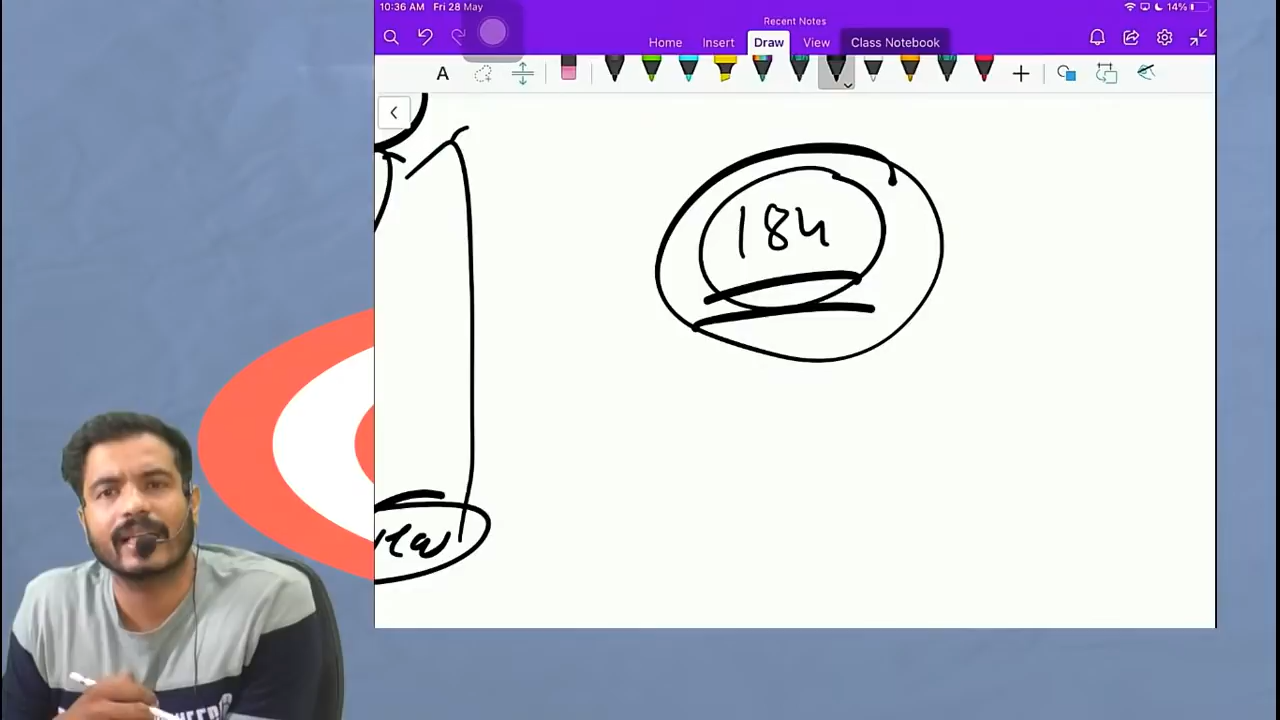 10:36 AM Fri 28 May
14%
Recent Notes
Home Insert Draw View Class Notebook
A
184